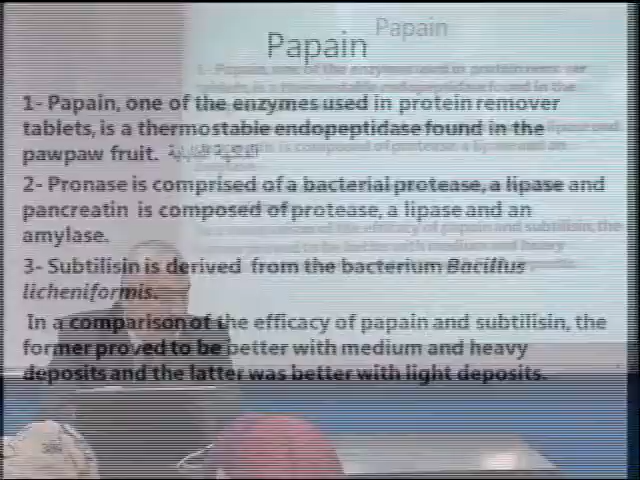 Papain
1- Papain, one of the enzymes used in protein remover
tablets, is a thermostable endopeptidase found in the
pawpaw fruit.
2- Pronase is comprised of a bacterial protease, a lipase and
pancreatin is composed of protease, a lipase and an
amylase.
3- Subtilisin is derived from the bacterium Bacillus
licheniformis.
In a comparison of the efficacy of papain and subtilisin, the
former proved to be better with medium and heavy
deposits and the latter was better with light deposits.
Papain